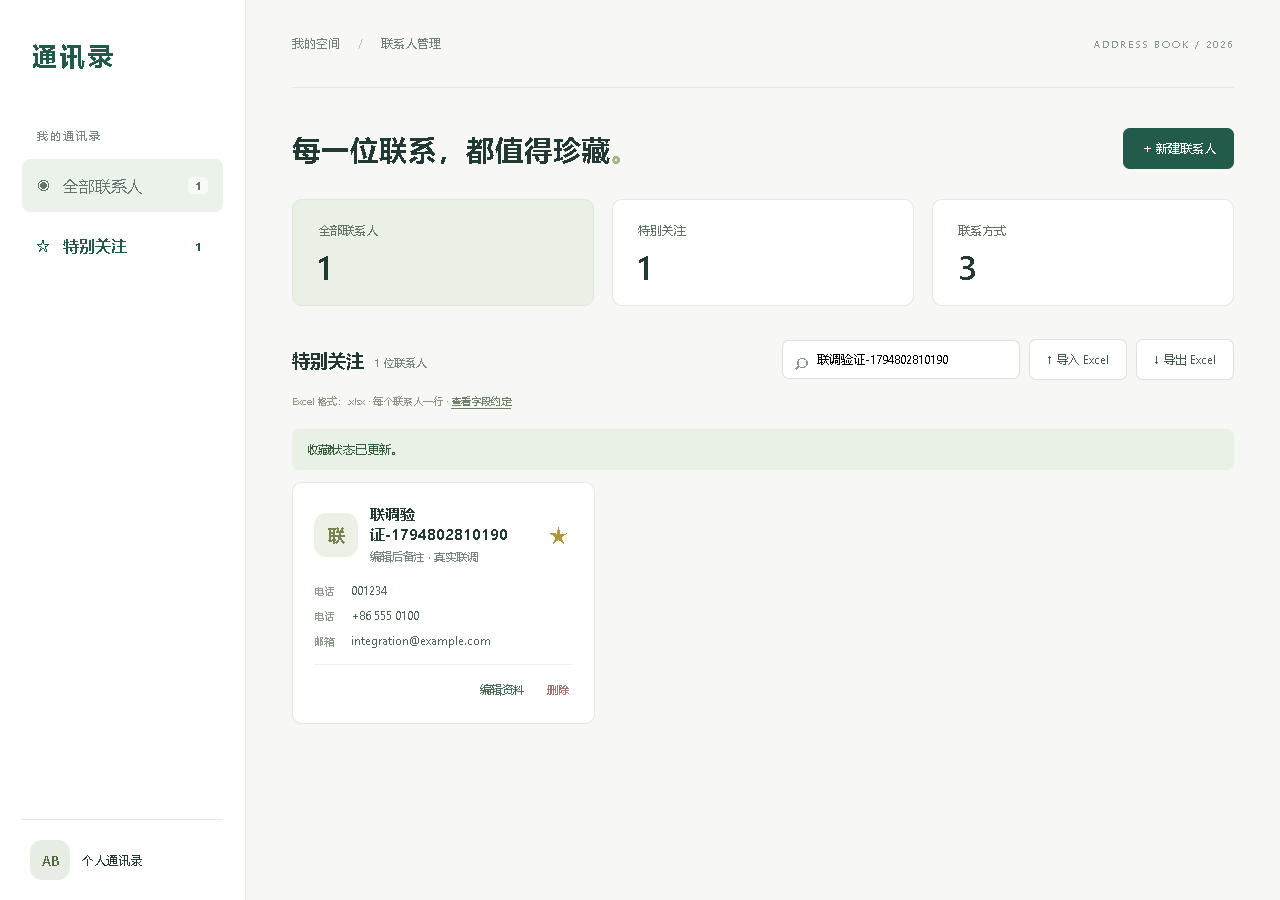 通讯录
我的通讯录
◉ 全部联系人 1
☆ 特别关注 1
AB 个人通讯录
我的空间 / 联系人管理
ADDRESS BOOK / 2026
每一位联系，都值得珍藏。
+ 新建联系人
全部联系人
1
特别关注
1
联系方式
3
特别关注 1 位联系人
联调验证-1794802810190
↑ 导入 Excel
↓ 导出 Excel
Excel 格式：.xlsx · 每个联系人一行 · 查看字段约定
收藏状态已更新。
联
联调验
证-1794802810190
★
编辑后备注 · 真实联调
电话 001234
电话 +86 555 0100
邮箱 integration@example.com
编辑资料 删除